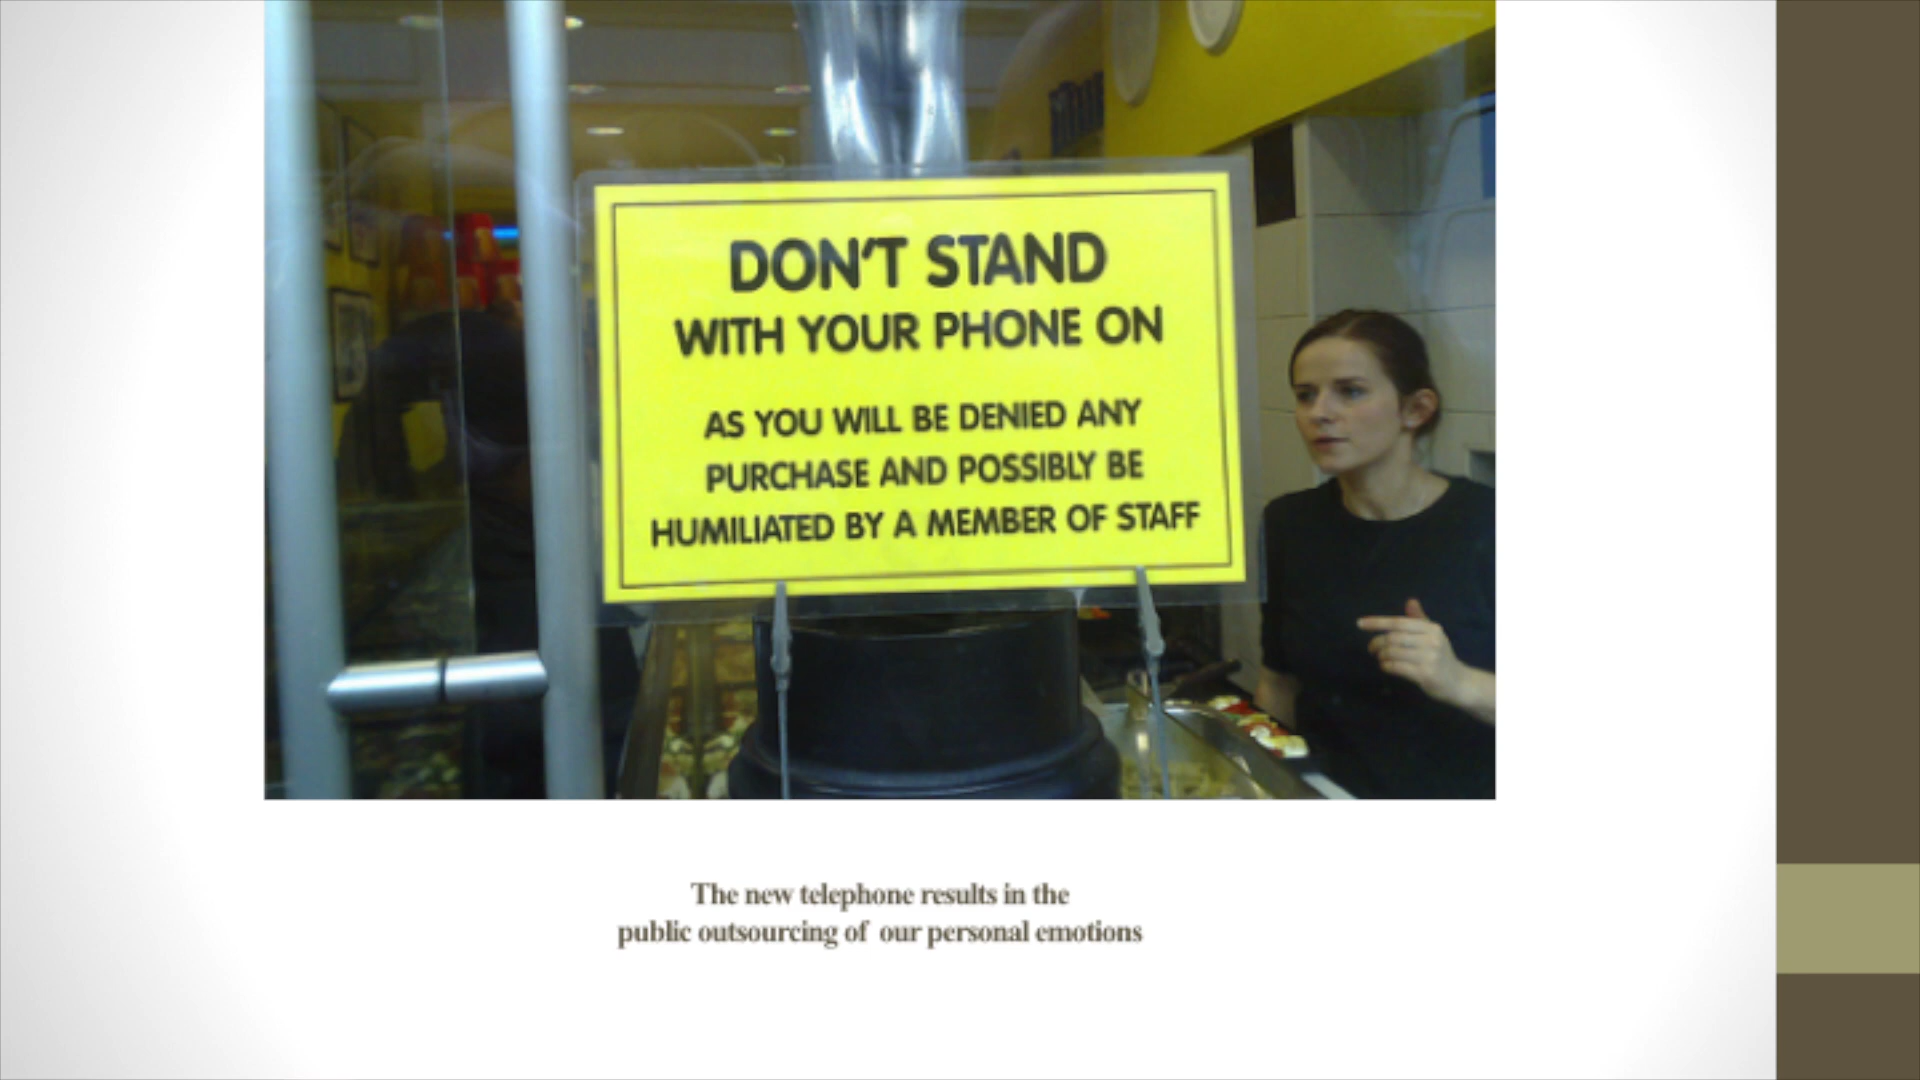 DON'T STAND
WITH YOUR PHONE ON
AS YOU WILL BE DENIED ANY
PURCHASE AND POSSIBLY BE
HUMILIATED BY A MEMBER OF STAFF
The new telephone results in the
public outsourcing of our personal emotions